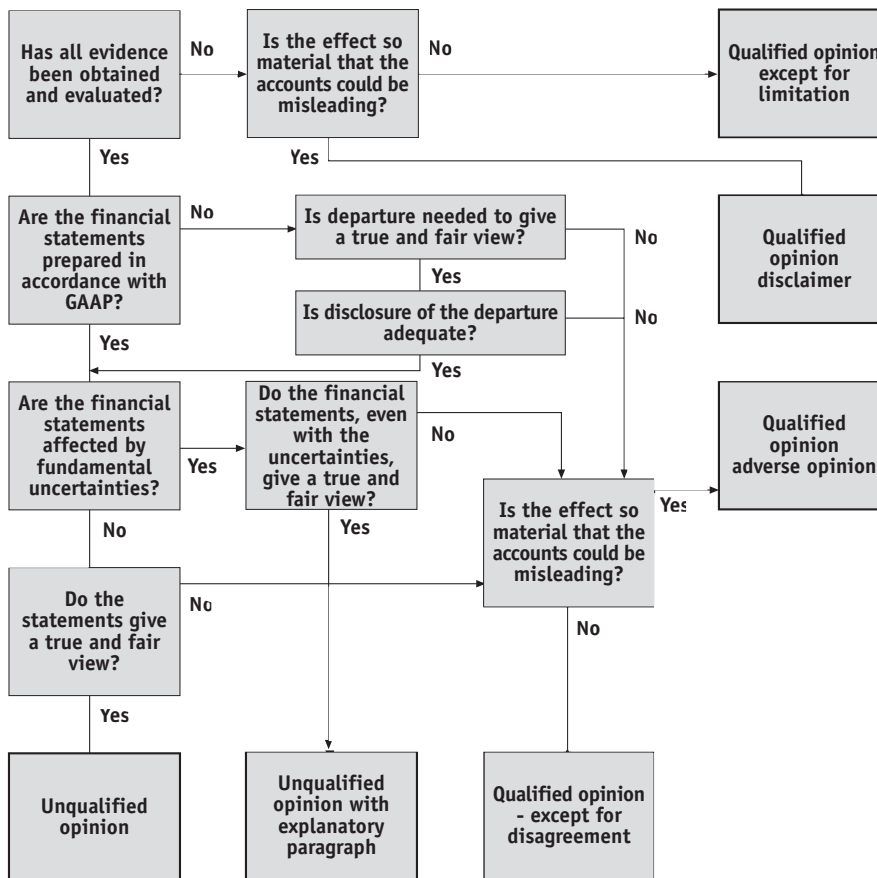 Has all evidence
been obtained
and evaluated?
No
Is the effect so
material that the
accounts could be
misleading?
No
Qualified opinion
except for
limitation
Yes
Yes
Are the financial
statements
prepared in
accordance with
GAAP?
No
Is departure needed to give
a true and fair view?
No
Qualified
opinion
disclaimer
Yes
Is disclosure of the departure
adequate?
No
Yes
Yes
Are the financial
statements
affected by
fundamental
uncertainties?
Yes
Do the financial
statements, even
with the
uncertainties,
give a true and
fair view?
No
Qualified
opinion
adverse opinion
Is the effect so
material that the
accounts could be
misleading?
Yes
No
Yes
Do the
statements give
a true and fair
view?
No
No
Yes
Unqualified
opinion
Unqualified
opinion with
explanatory
paragraph
Qualified opinion
- except for
disagreement